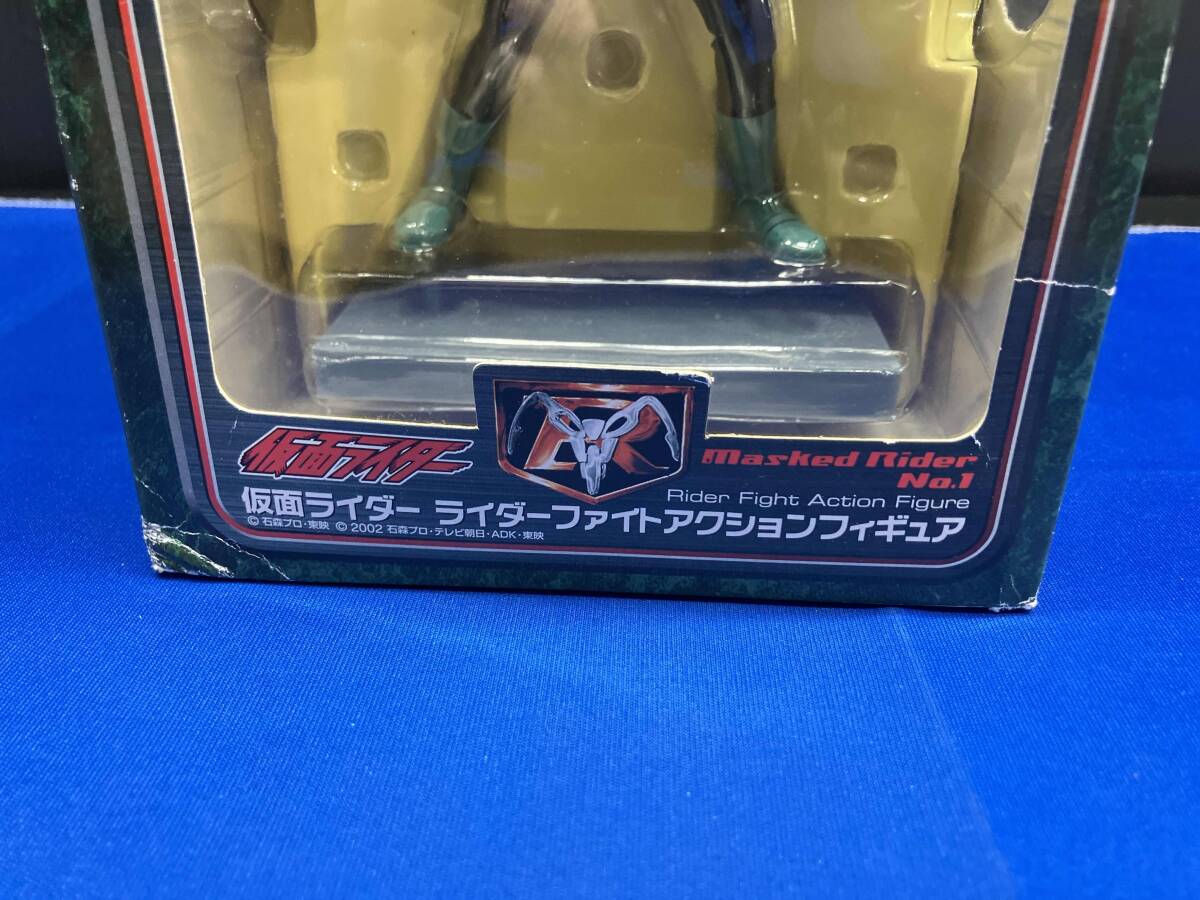 仮面ライダー
Masked Rider
No.1
Rider Fight Action Figure
仮面ライダー ライダーファイトアクションフィギュア
©石森プロ・東映 ©2002 石森プロ・テレビ朝日・ADK・東映